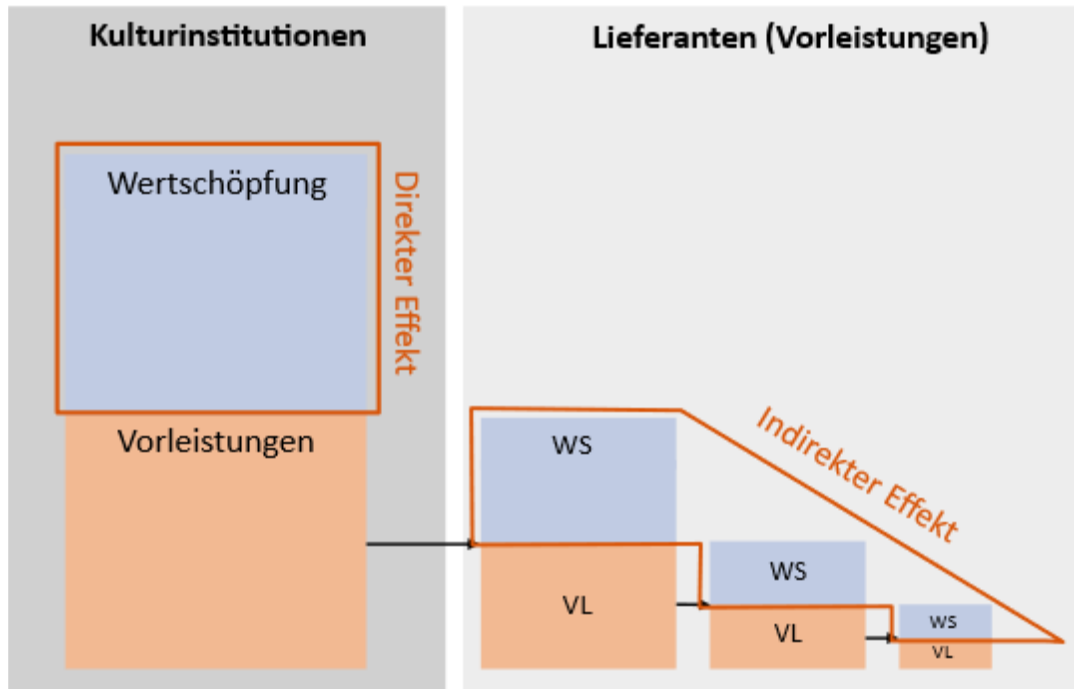 Kulturinstitutionen
Wertschöpfung
Direkter Effekt
Vorleistungen
Lieferanten (Vorleistungen)
Indirekter Effekt
WS
VL
WS
VL
WS
VL